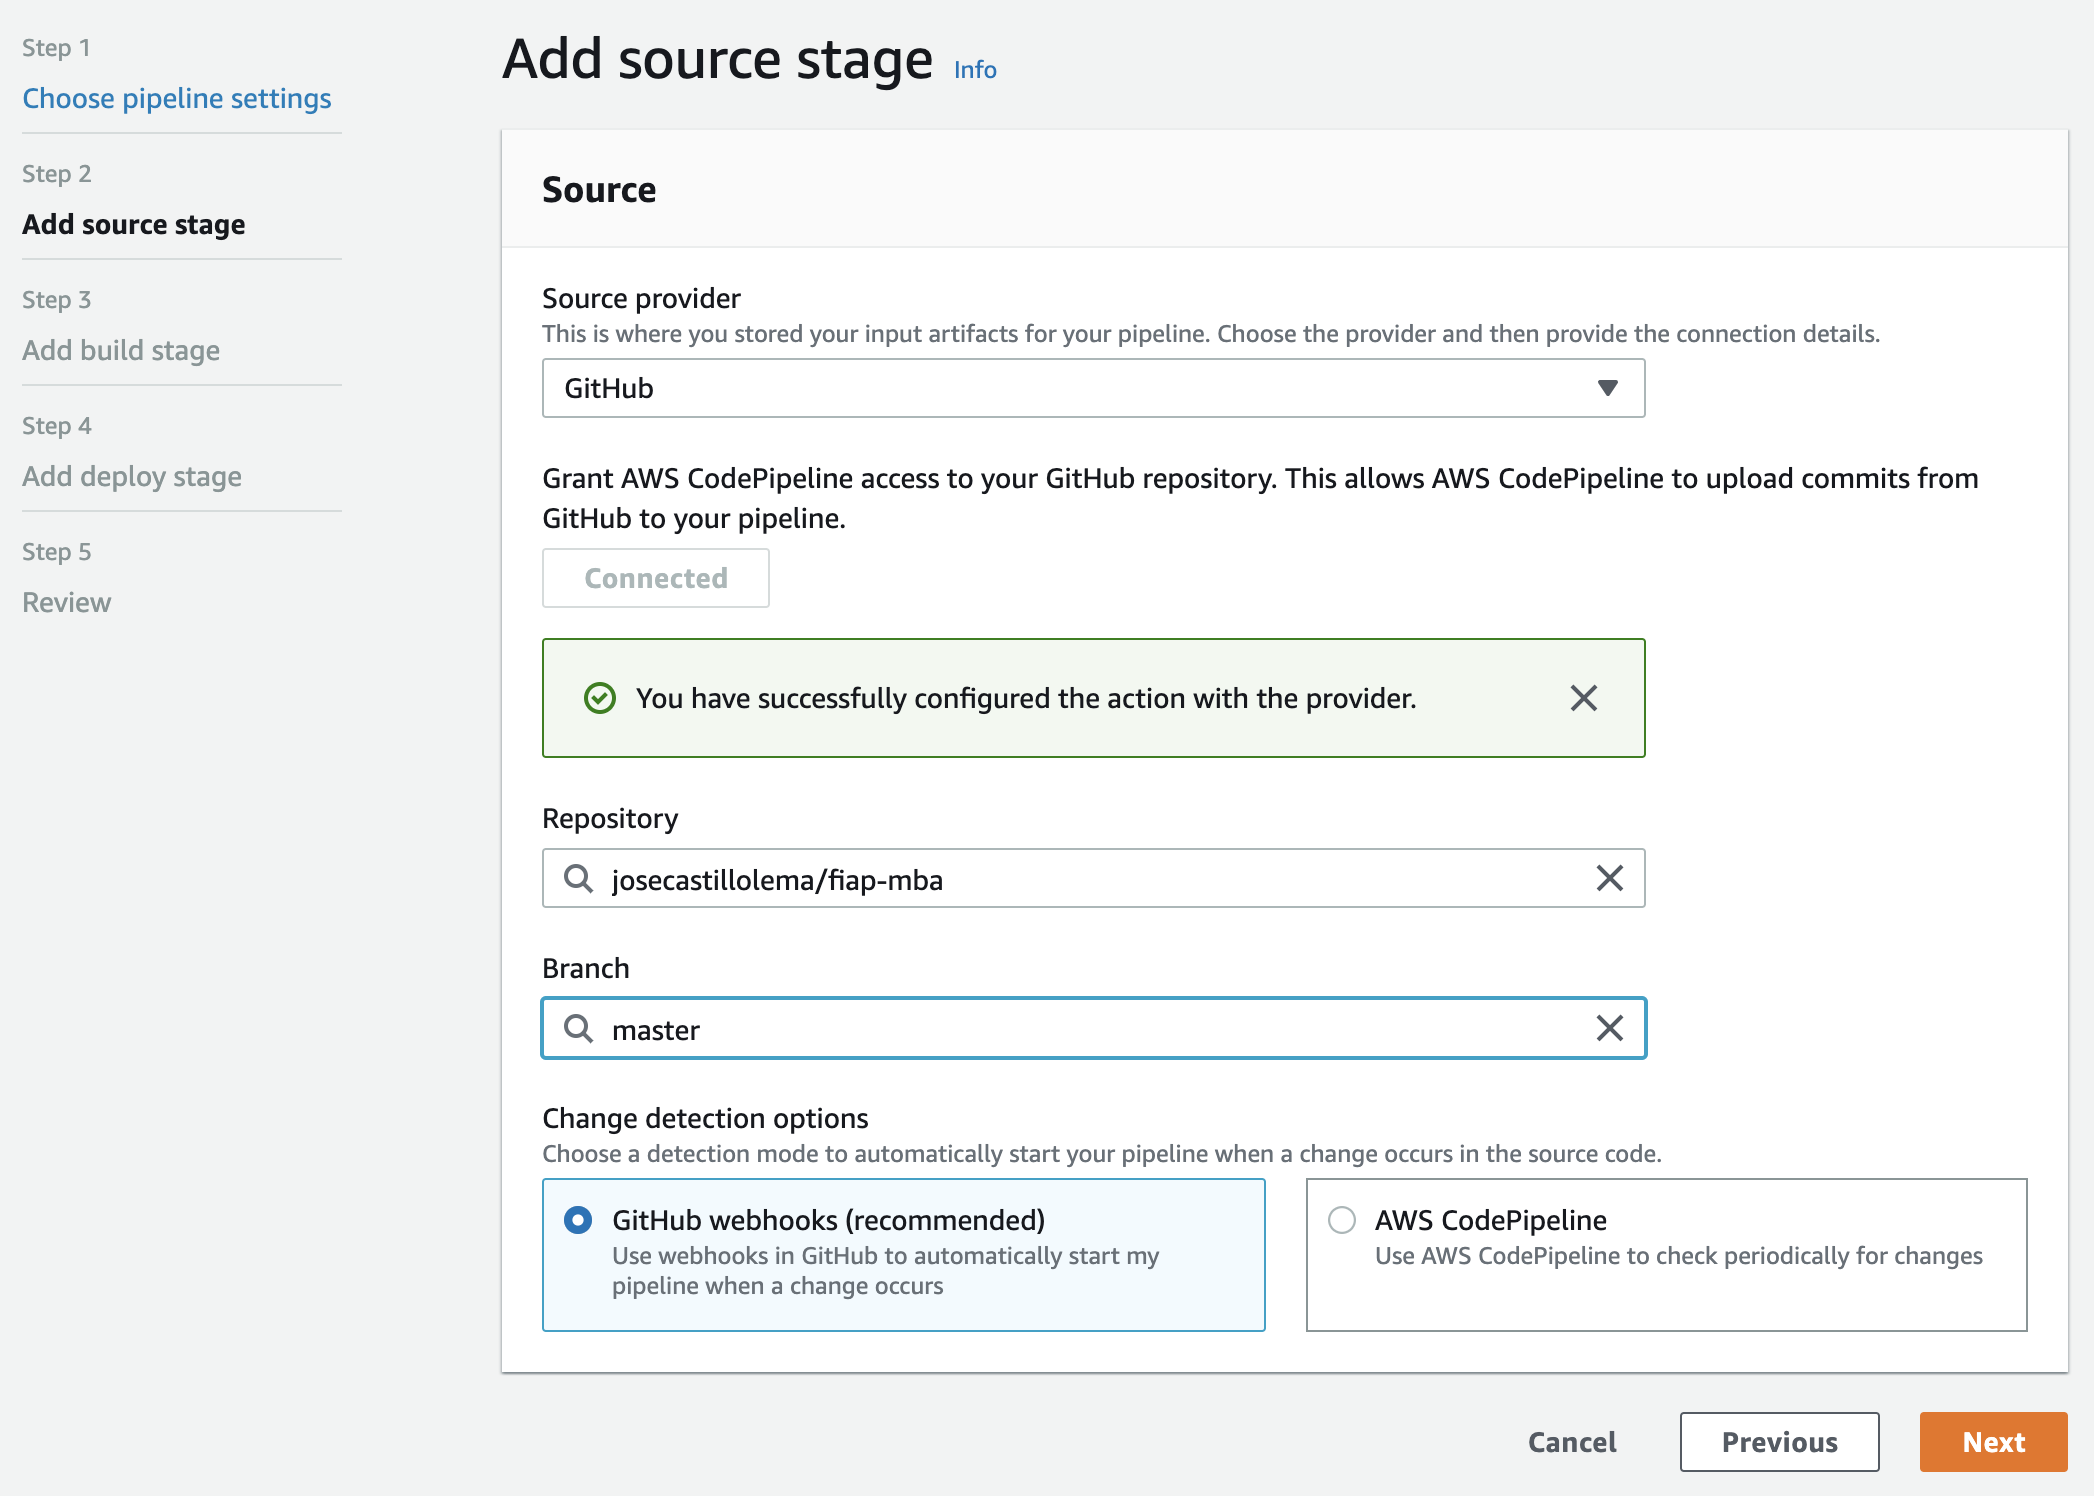 Step 1
Choose pipeline settings
Step 2
Add source stage
Step 3
Add build stage
Step 4
Add deploy stage
Step 5
Review
Add source stage Info
Source
Source provider
This is where you stored your input artifacts for your pipeline. Choose the provider and then provide the connection details.
GitHub
Grant AWS CodePipeline access to your GitHub repository. This allows AWS CodePipeline to upload commits from
GitHub to your pipeline.
Connected
You have successfully configured the action with the provider.
Repository
josecastillolema/fiap-mba
Branch
master
Change detection options
Choose a detection mode to automatically start your pipeline when a change occurs in the source code.
GitHub webhooks (recommended)
Use webhooks in GitHub to automatically start my
pipeline when a change occurs
AWS CodePipeline
Use AWS CodePipeline to check periodically for changes
Cancel Previous Next